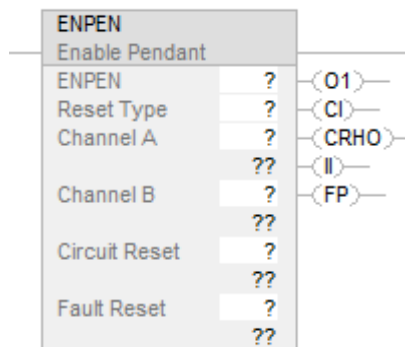 ENPEN
Enable Pendant
ENPEN ? O1
Reset Type ? CI
Channel A ? CRHO
?? II
Channel B ? FP
??
Circuit Reset ?
??
Fault Reset ?
??